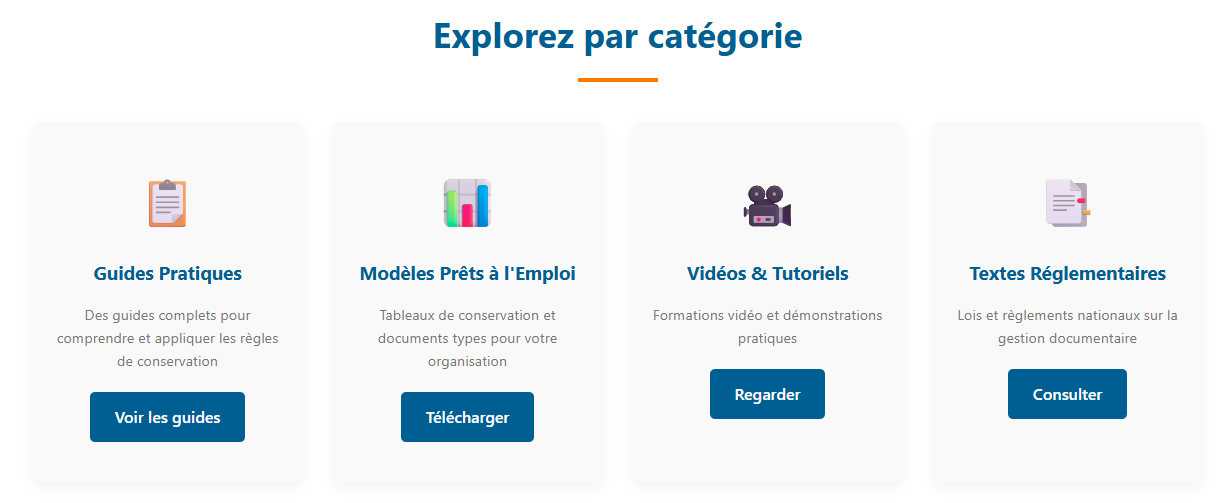 Explorez par catégorie
Guides Pratiques
Des guides complets pour
comprendre et appliquer les règles
de conservation
Voir les guides
Modèles Prêts à l'Emploi
Tableaux de conservation et
documents types pour votre
organisation
Télécharger
Vidéos & Tutoriels
Formations vidéo et démonstrations
pratiques
Regarder
Textes Réglementaires
Lois et règlements nationaux sur la
gestion documentaire
Consulter